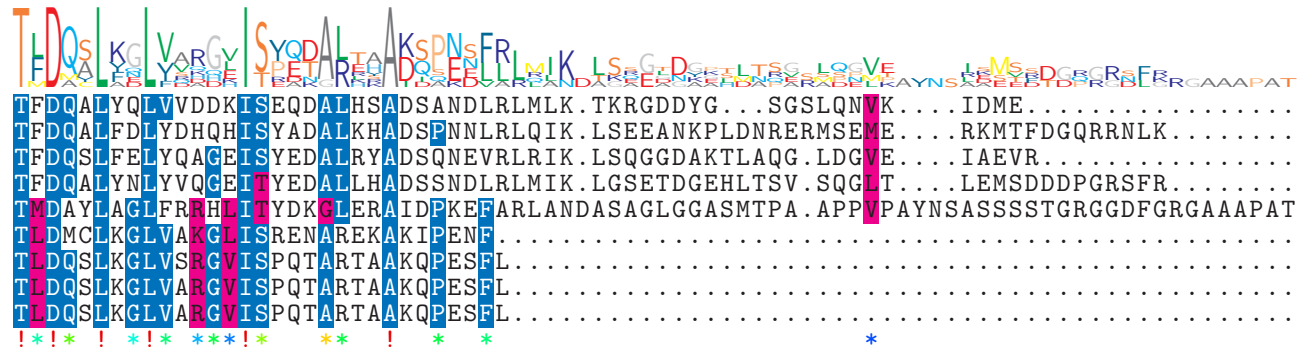 TFDQALYQLVVDDKISEQDALHSADSANDLRLMLK.TKRGDDYG...SGSLQNVK....IDME.................
TFDQALFDLYDHQHISYADALKHADSPNNLRLQIK.LSEEANKPLDNRERMSEME....RKMTFDGQRRNLK........
TFDQSLFELYQAGEISYEDALRYADSQNEVRLRIK.LSQGGDAKTLAQG.LDGVE....IAEVR................
TFDQALYNLYVQGEITYEDALLHADSSNDLRLMIK.LGSETDGEHLTSV.SQGLT....LEMSDDDPGRSFR........
TMDAYLAGLFRRHLITYDKGLERAIDPKEFARLANDASAGLGGASMTPA.APPVPAYNSASSSSTGRGGDFGRGAAAPAT
TLDMCLKGLVAKGLISRENAREKAKIPENF..................................................
TLDQSLKGLVSRGVISPQTARTAAKQPESFL.................................................
TLDQSLKGLVARGVISPQTARTAAKQPESFL.................................................
TLDQSLKGLVARGVISPQTARTAAKQPESFL.................................................
!*!* ! *!* ****!* ** ! * * *